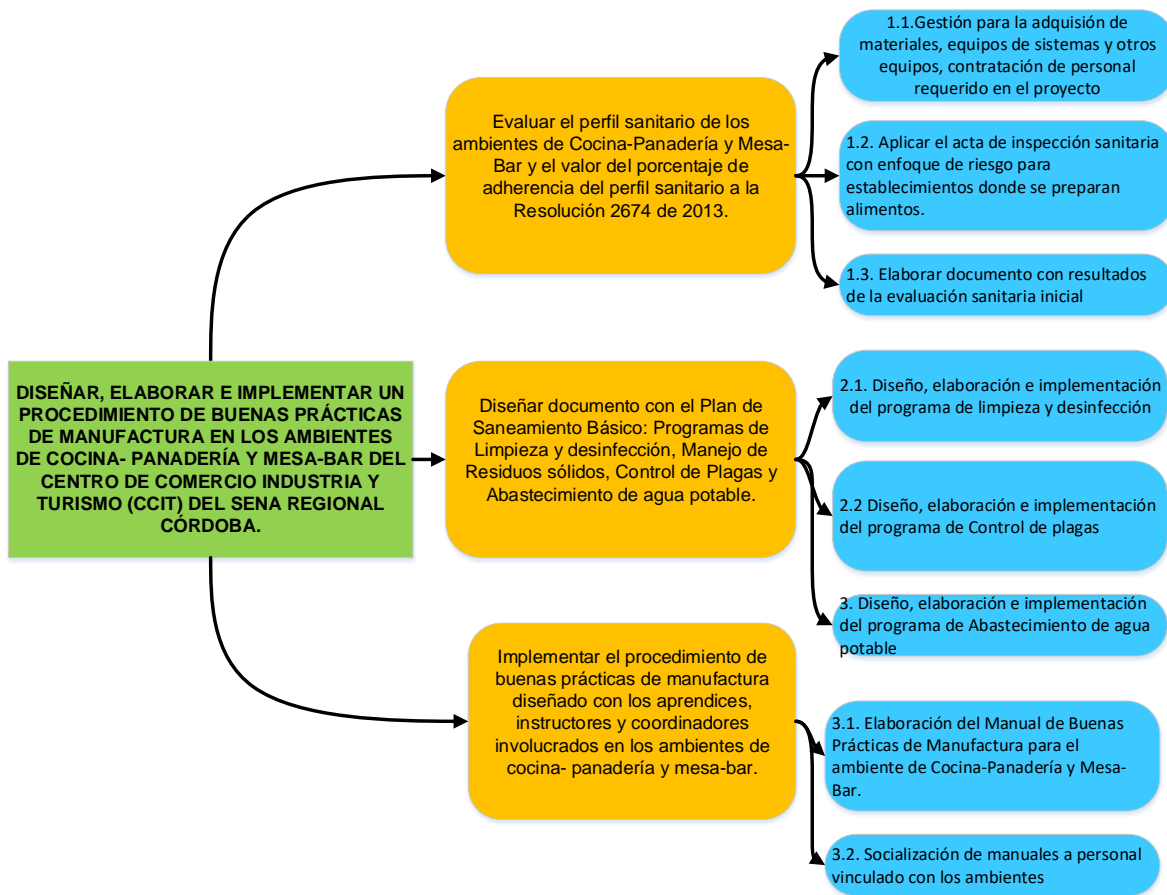 DISEÑAR, ELABORAR E IMPLEMENTAR UN
PROCEDIMIENTO DE BUENAS PRÁCTICAS
DE MANUFACTURA EN LOS AMBIENTES
DE COCINA- PANADERÍA Y MESA-BAR DEL
CENTRO DE COMERCIO INDUSTRIA Y
TURISMO (CCIT) DEL SENA REGIONAL
CÓRDOBA.
Evaluar el perfil sanitario de los
ambientes de Cocina-Panadería y Mesa-
Bar y el valor del porcentaje de
adherencia del perfil sanitario a la
Resolución 2674 de 2013.
1.1.Gestión para la adquisión de
materiales, equipos de sistemas y otros
equipos, contratación de personal
requerido en el proyecto
1.2. Aplicar el acta de inspección sanitaria
con enfoque de riesgo para
establecimientos donde se preparan
alimentos.
1.3. Elaborar documento con resultados
de la evaluación sanitaria inicial
Diseñar documento con el Plan de
Saneamiento Básico: Programas de
Limpieza y desinfección, Manejo de
Residuos sólidos, Control de Plagas y
Abastecimiento de agua potable.
2.1. Diseño, elaboración e implementación
del programa de limpieza y desinfección
2.2 Diseño, elaboración e implementación
del programa de Control de plagas
3. Diseño, elaboración e implementación
del programa de Abastecimiento de agua
potable
Implementar el procedimiento de
buenas prácticas de manufactura
diseñado con los aprendices,
instructores y coordinadores
involucrados en los ambientes de
cocina- panadería y mesa-bar.
3.1. Elaboración del Manual de Buenas
Prácticas de Manufactura para el
ambiente de Cocina-Panadería y Mesa-
Bar.
3.2. Socialización de manuales a personal
vinculado con los ambientes